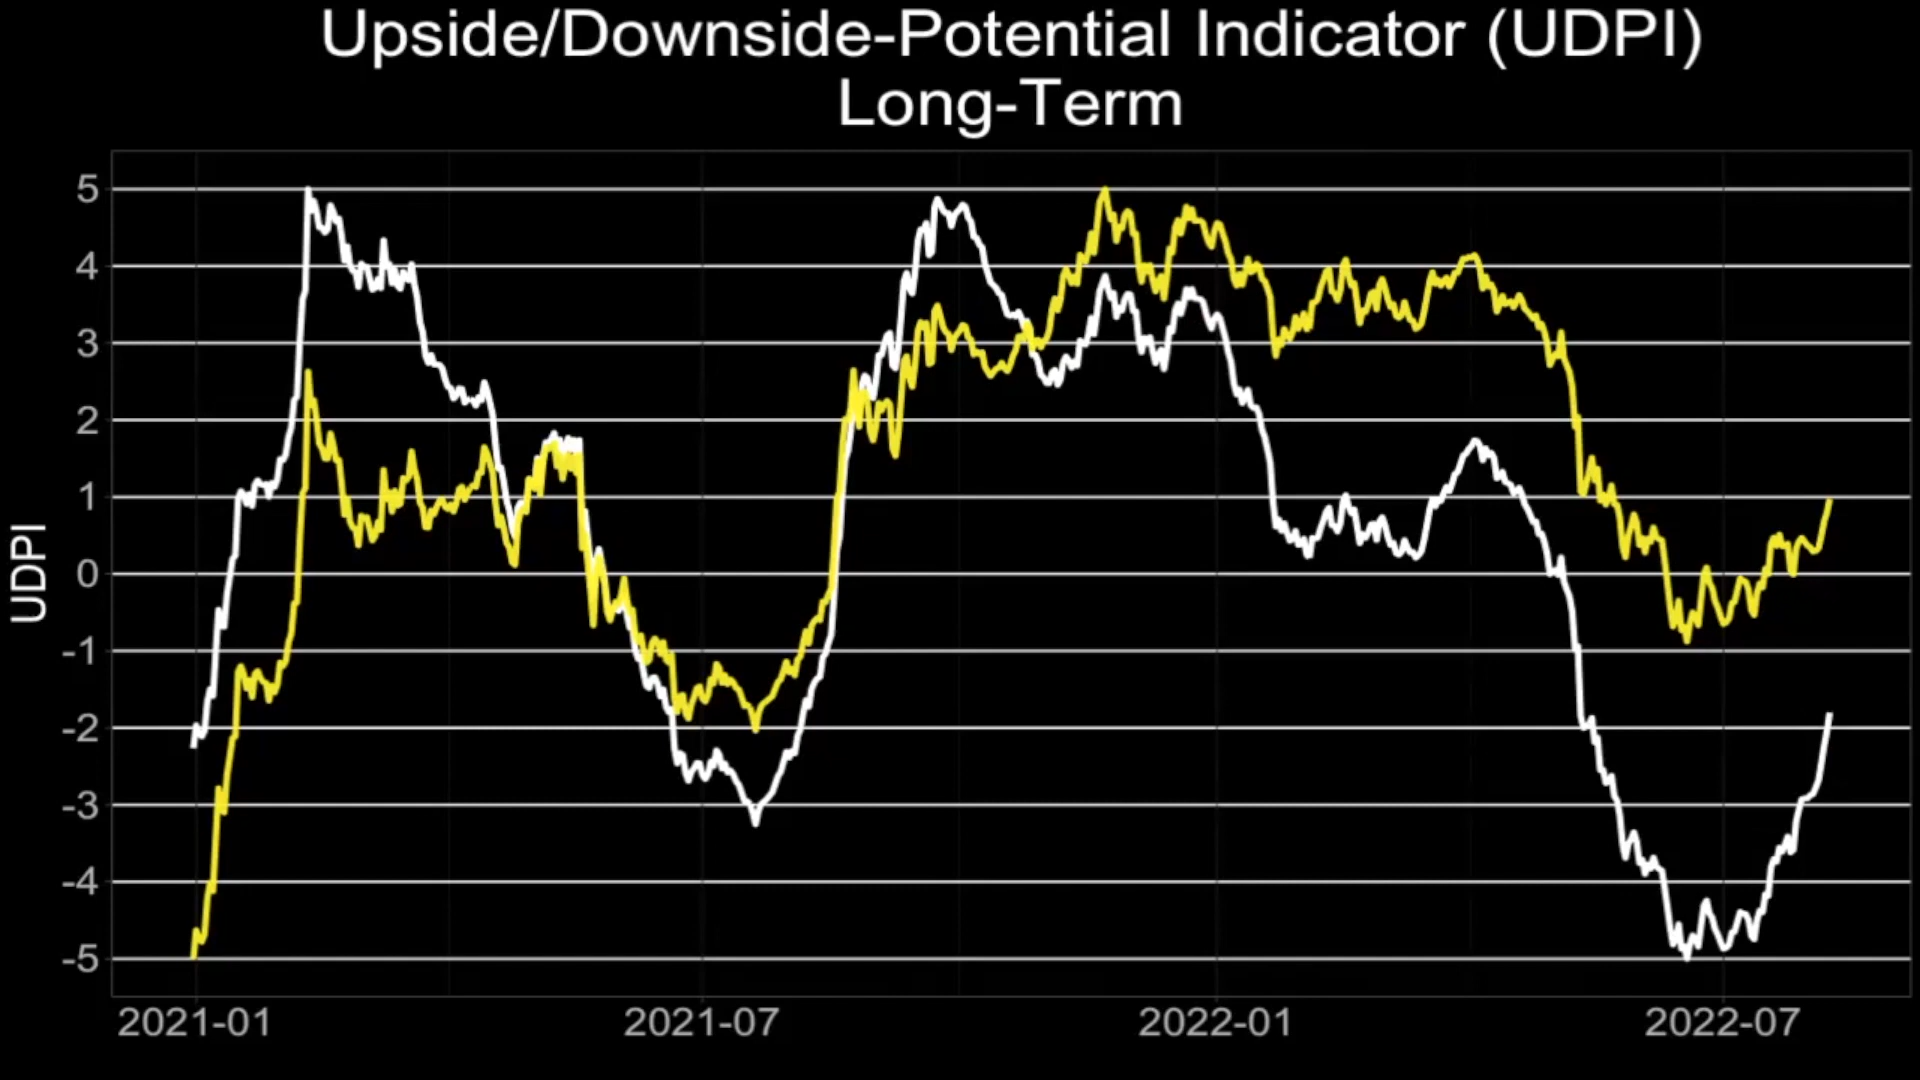 Upside/Downside-Potential Indicator (UDPI)
Long-Term
UDPI
5
4
3
2
1
0
-1
-2
-3
-4
-5
2021-01 2021-07 2022-01 2022-07